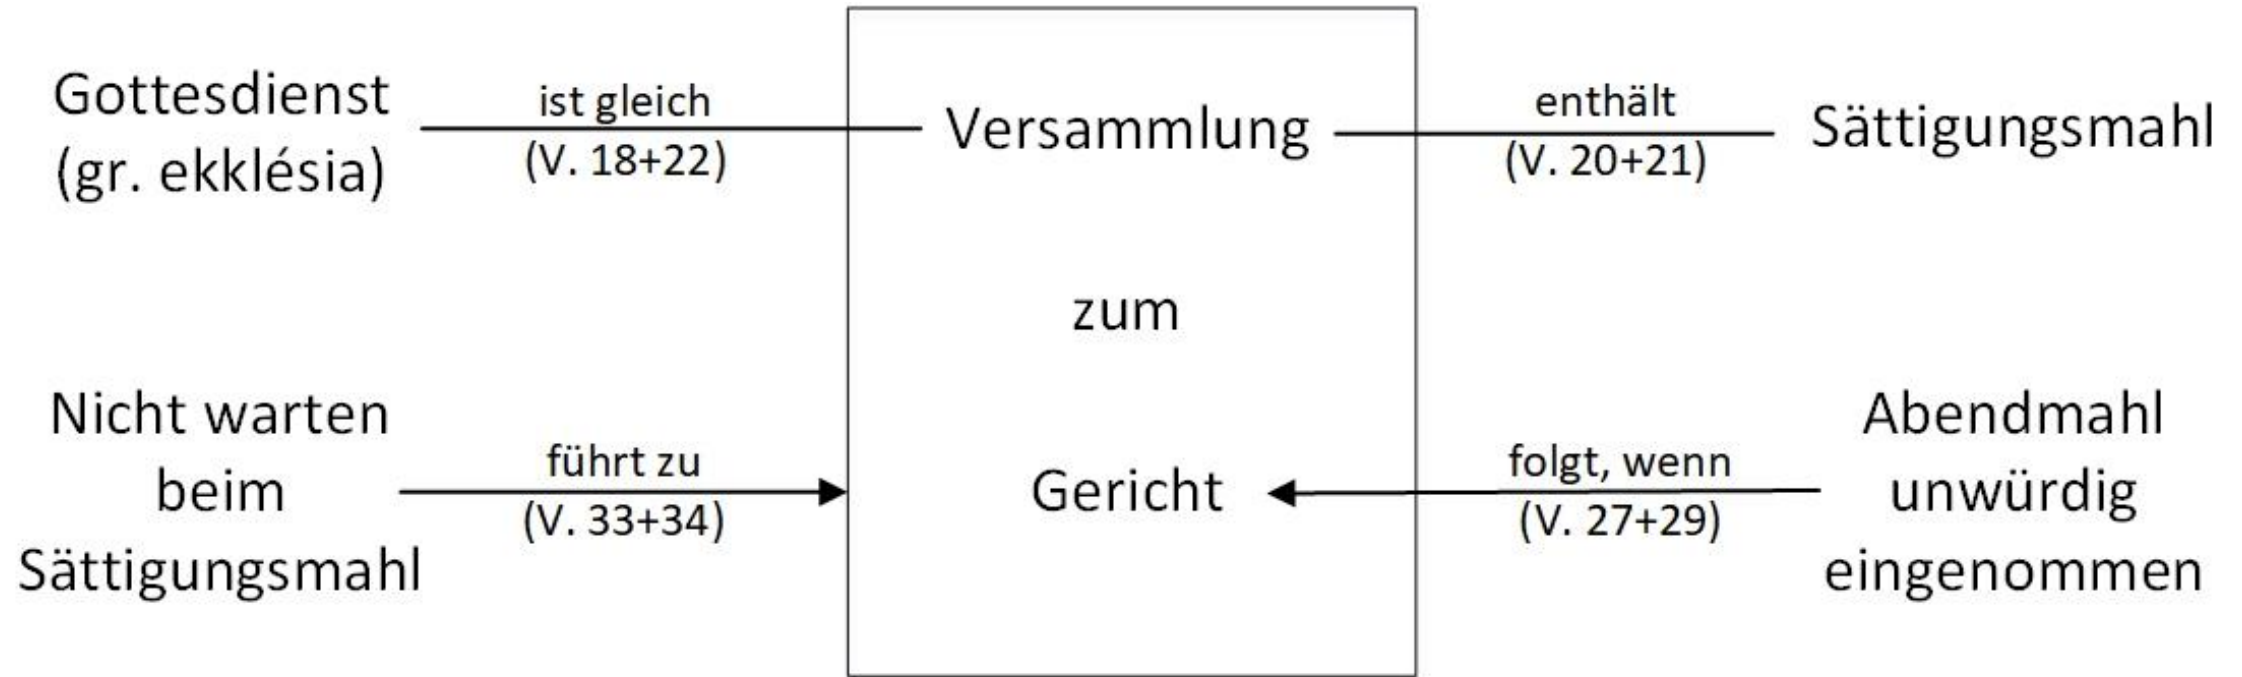 Gottesdienst
(gr. ekklésia)
ist gleich
(V. 18+22)
Versammlung
enthält
(V. 20+21)
Sättigungsmahl
zum
Nicht warten
beim
Sättigungsmahl
führt zu
(V. 33+34)
Gericht
folgt, wenn
(V. 27+29)
Abendmahl
unwürdig
eingenommen